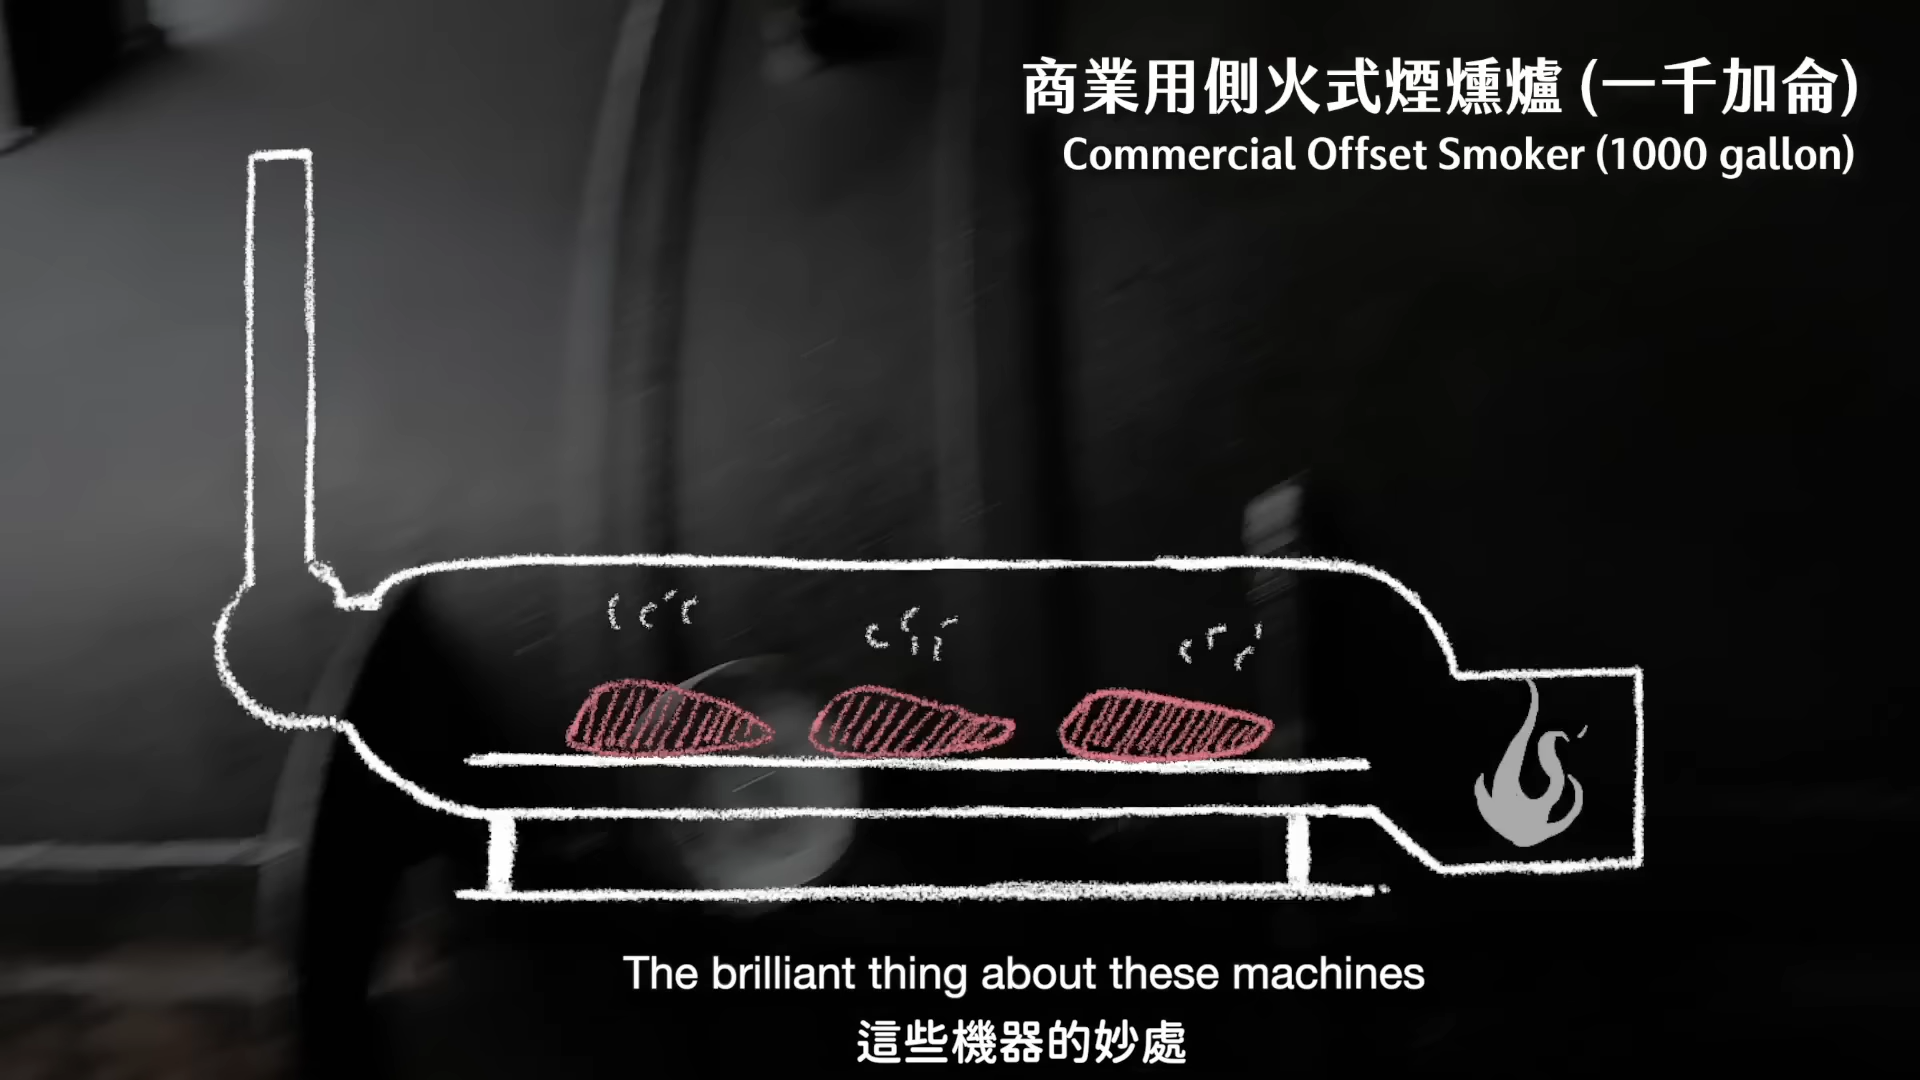 商業用側火式煙燻爐 (一千加侖)
Commercial Offset Smoker (1000 gallon)
The brilliant thing about these machines
這些機器的妙處